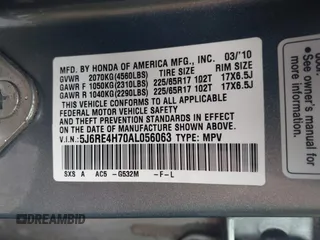 MFD. BY HONDA OF AMERICA MFG., INC. 03/'10
GVWR 2070KG(4560LBS) TIRE SIZE RIM SIZE
GAWR F 1050KG(2310LBS) 225/65R17 102T 17X6.5J
GAWR R 1040KG(2290LBS) 225/65R17 102T 17X6.5J
THIS VEHICLE CONFORMS TO ALL APPLICABLE
FEDERAL MOTOR VEHICLE SAFETY STANDARDS IN EFFECT
ON THE DATE OF MANUFACTURE SHOWN ABOVE.
V.I.N.: 5J6RE4H70AL056063 TYPE: MPV
SXS A AC5 -G532M -F-L
door.
See owner's
manual for
information.
© BIDFAX